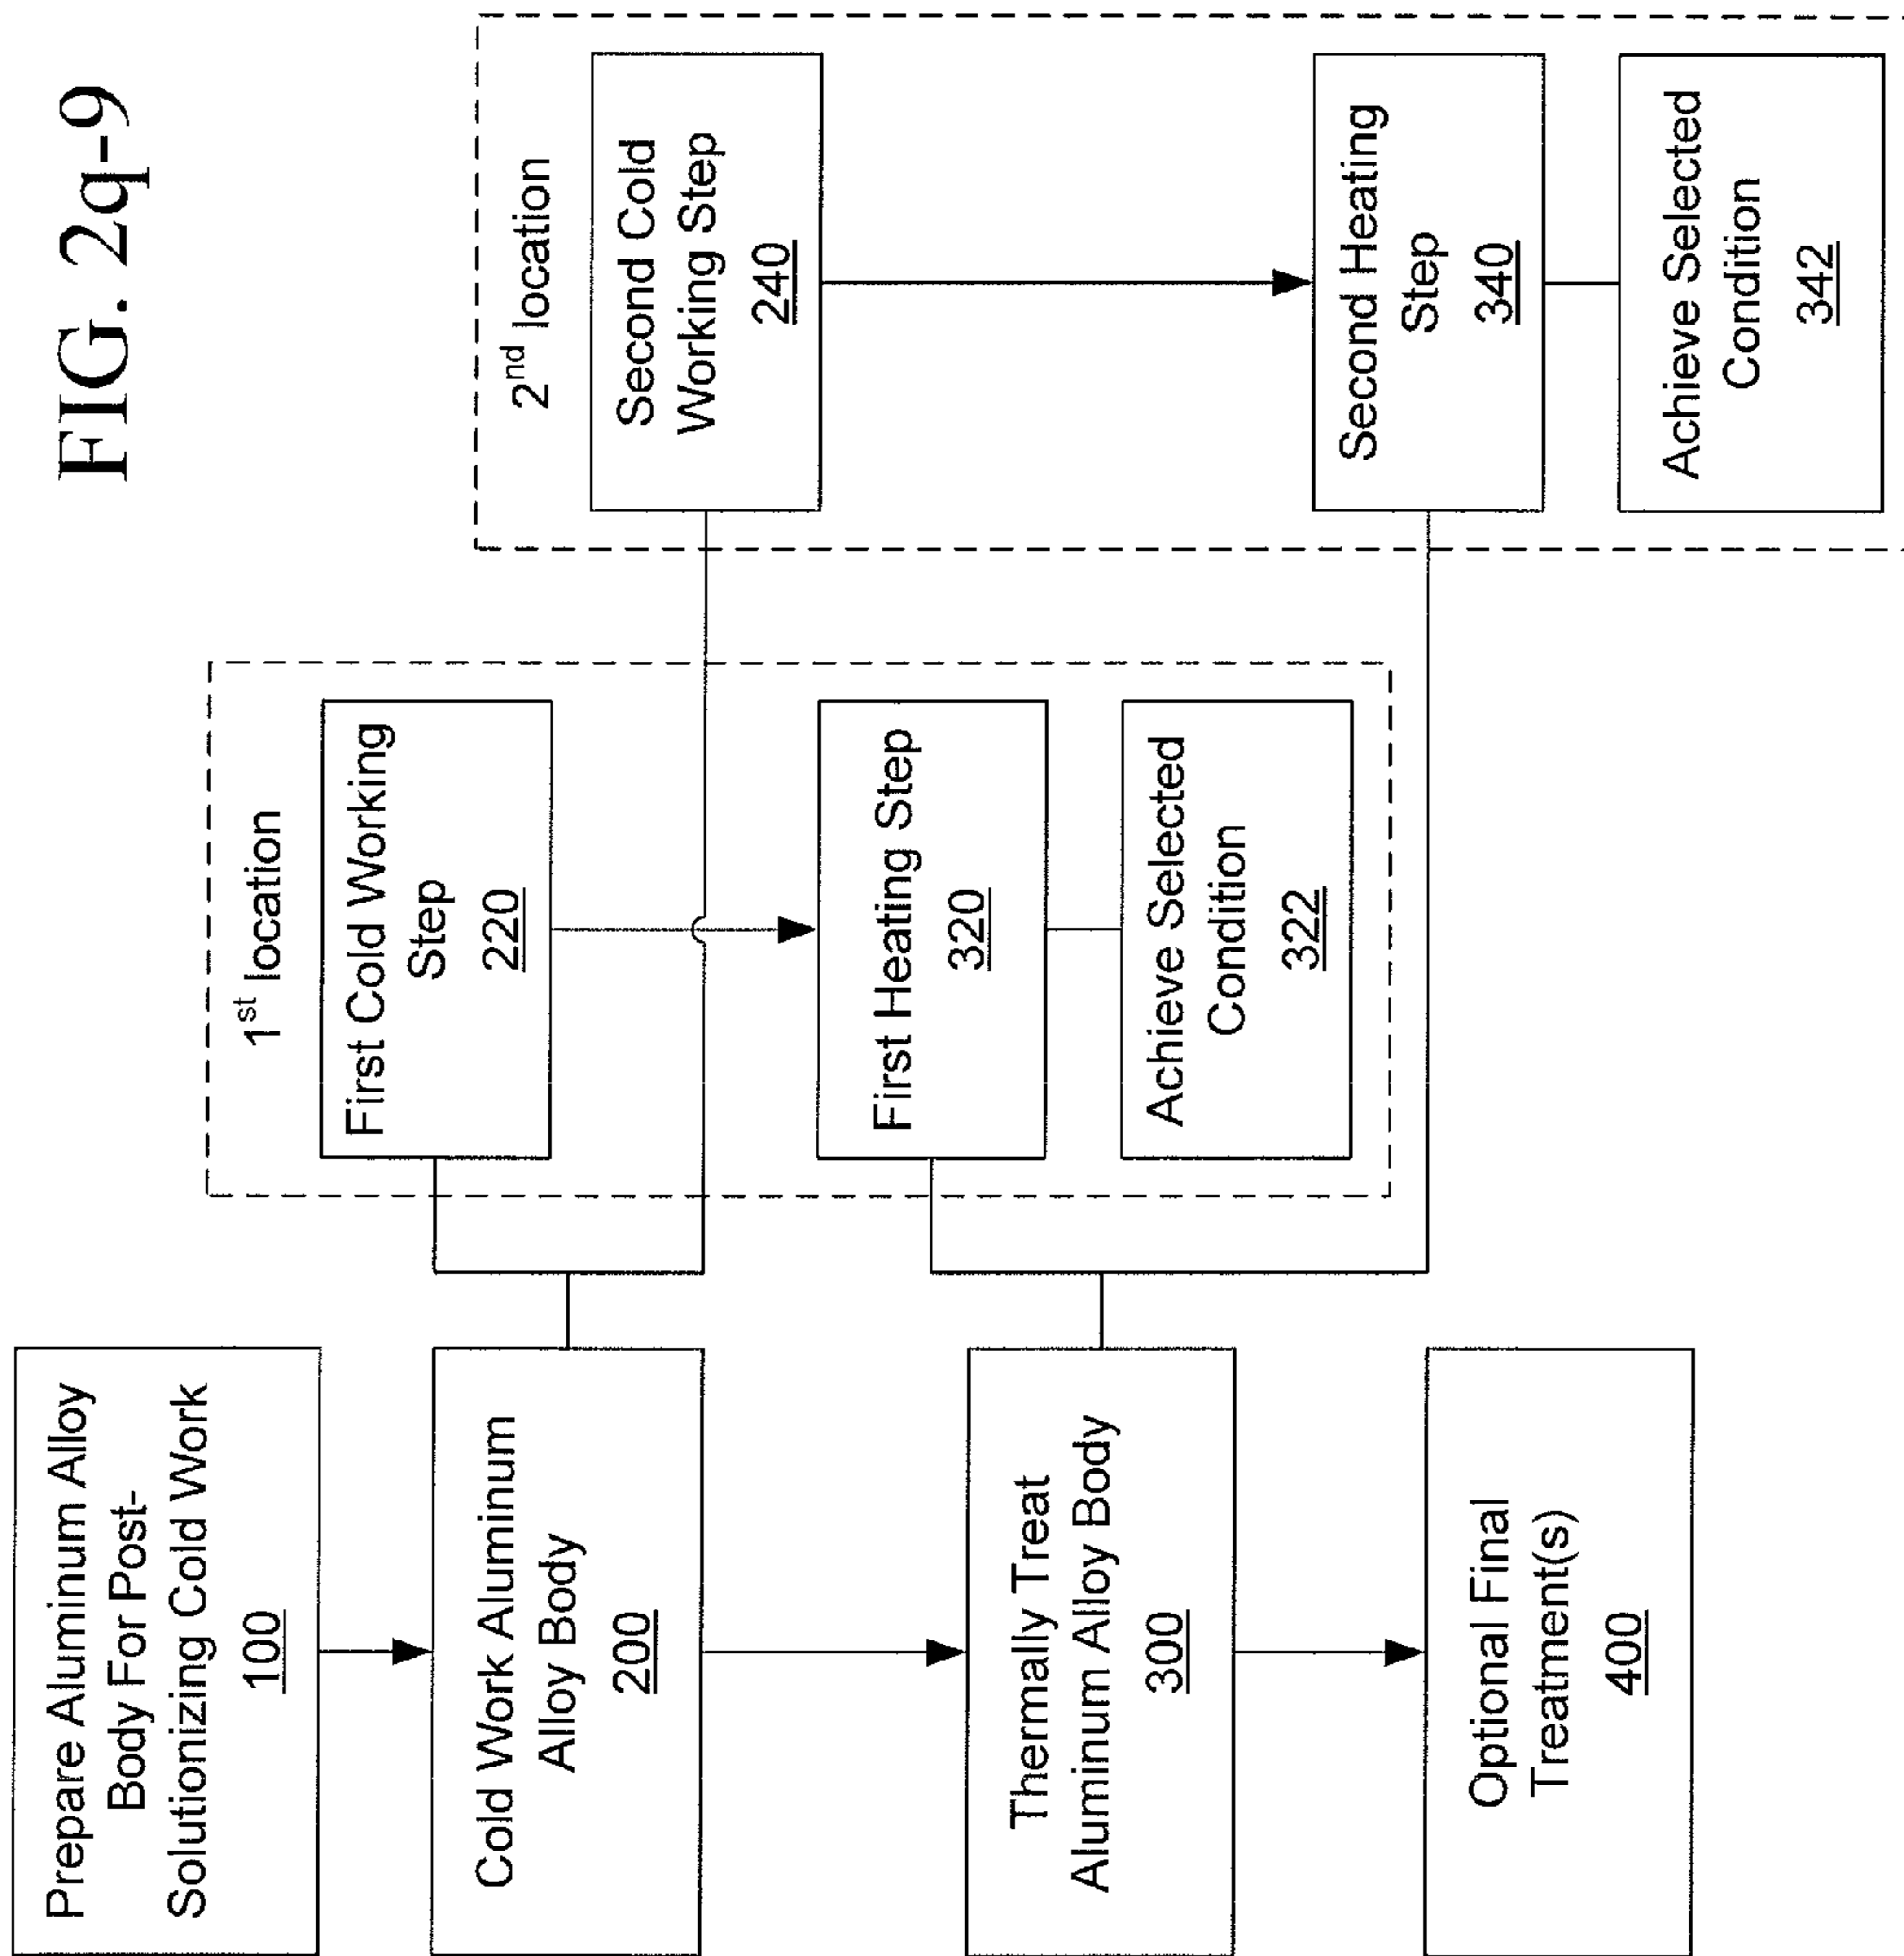 FIG. 2q-9
Prepare Aluminum Alloy
Body For Post-
Solutionizing Cold Work
100
Cold Work Aluminum
Alloy Body
200
Thermally Treat
Aluminum Alloy Body
300
Optional Final
Treatment(s)
400
1st location
First Cold Working
Step
220
First Heating Step
320
Achieve Selected
Condition
322
2nd location
Second Cold
Working Step
240
Second Heating
Step
340
Achieve Selected
Condition
342